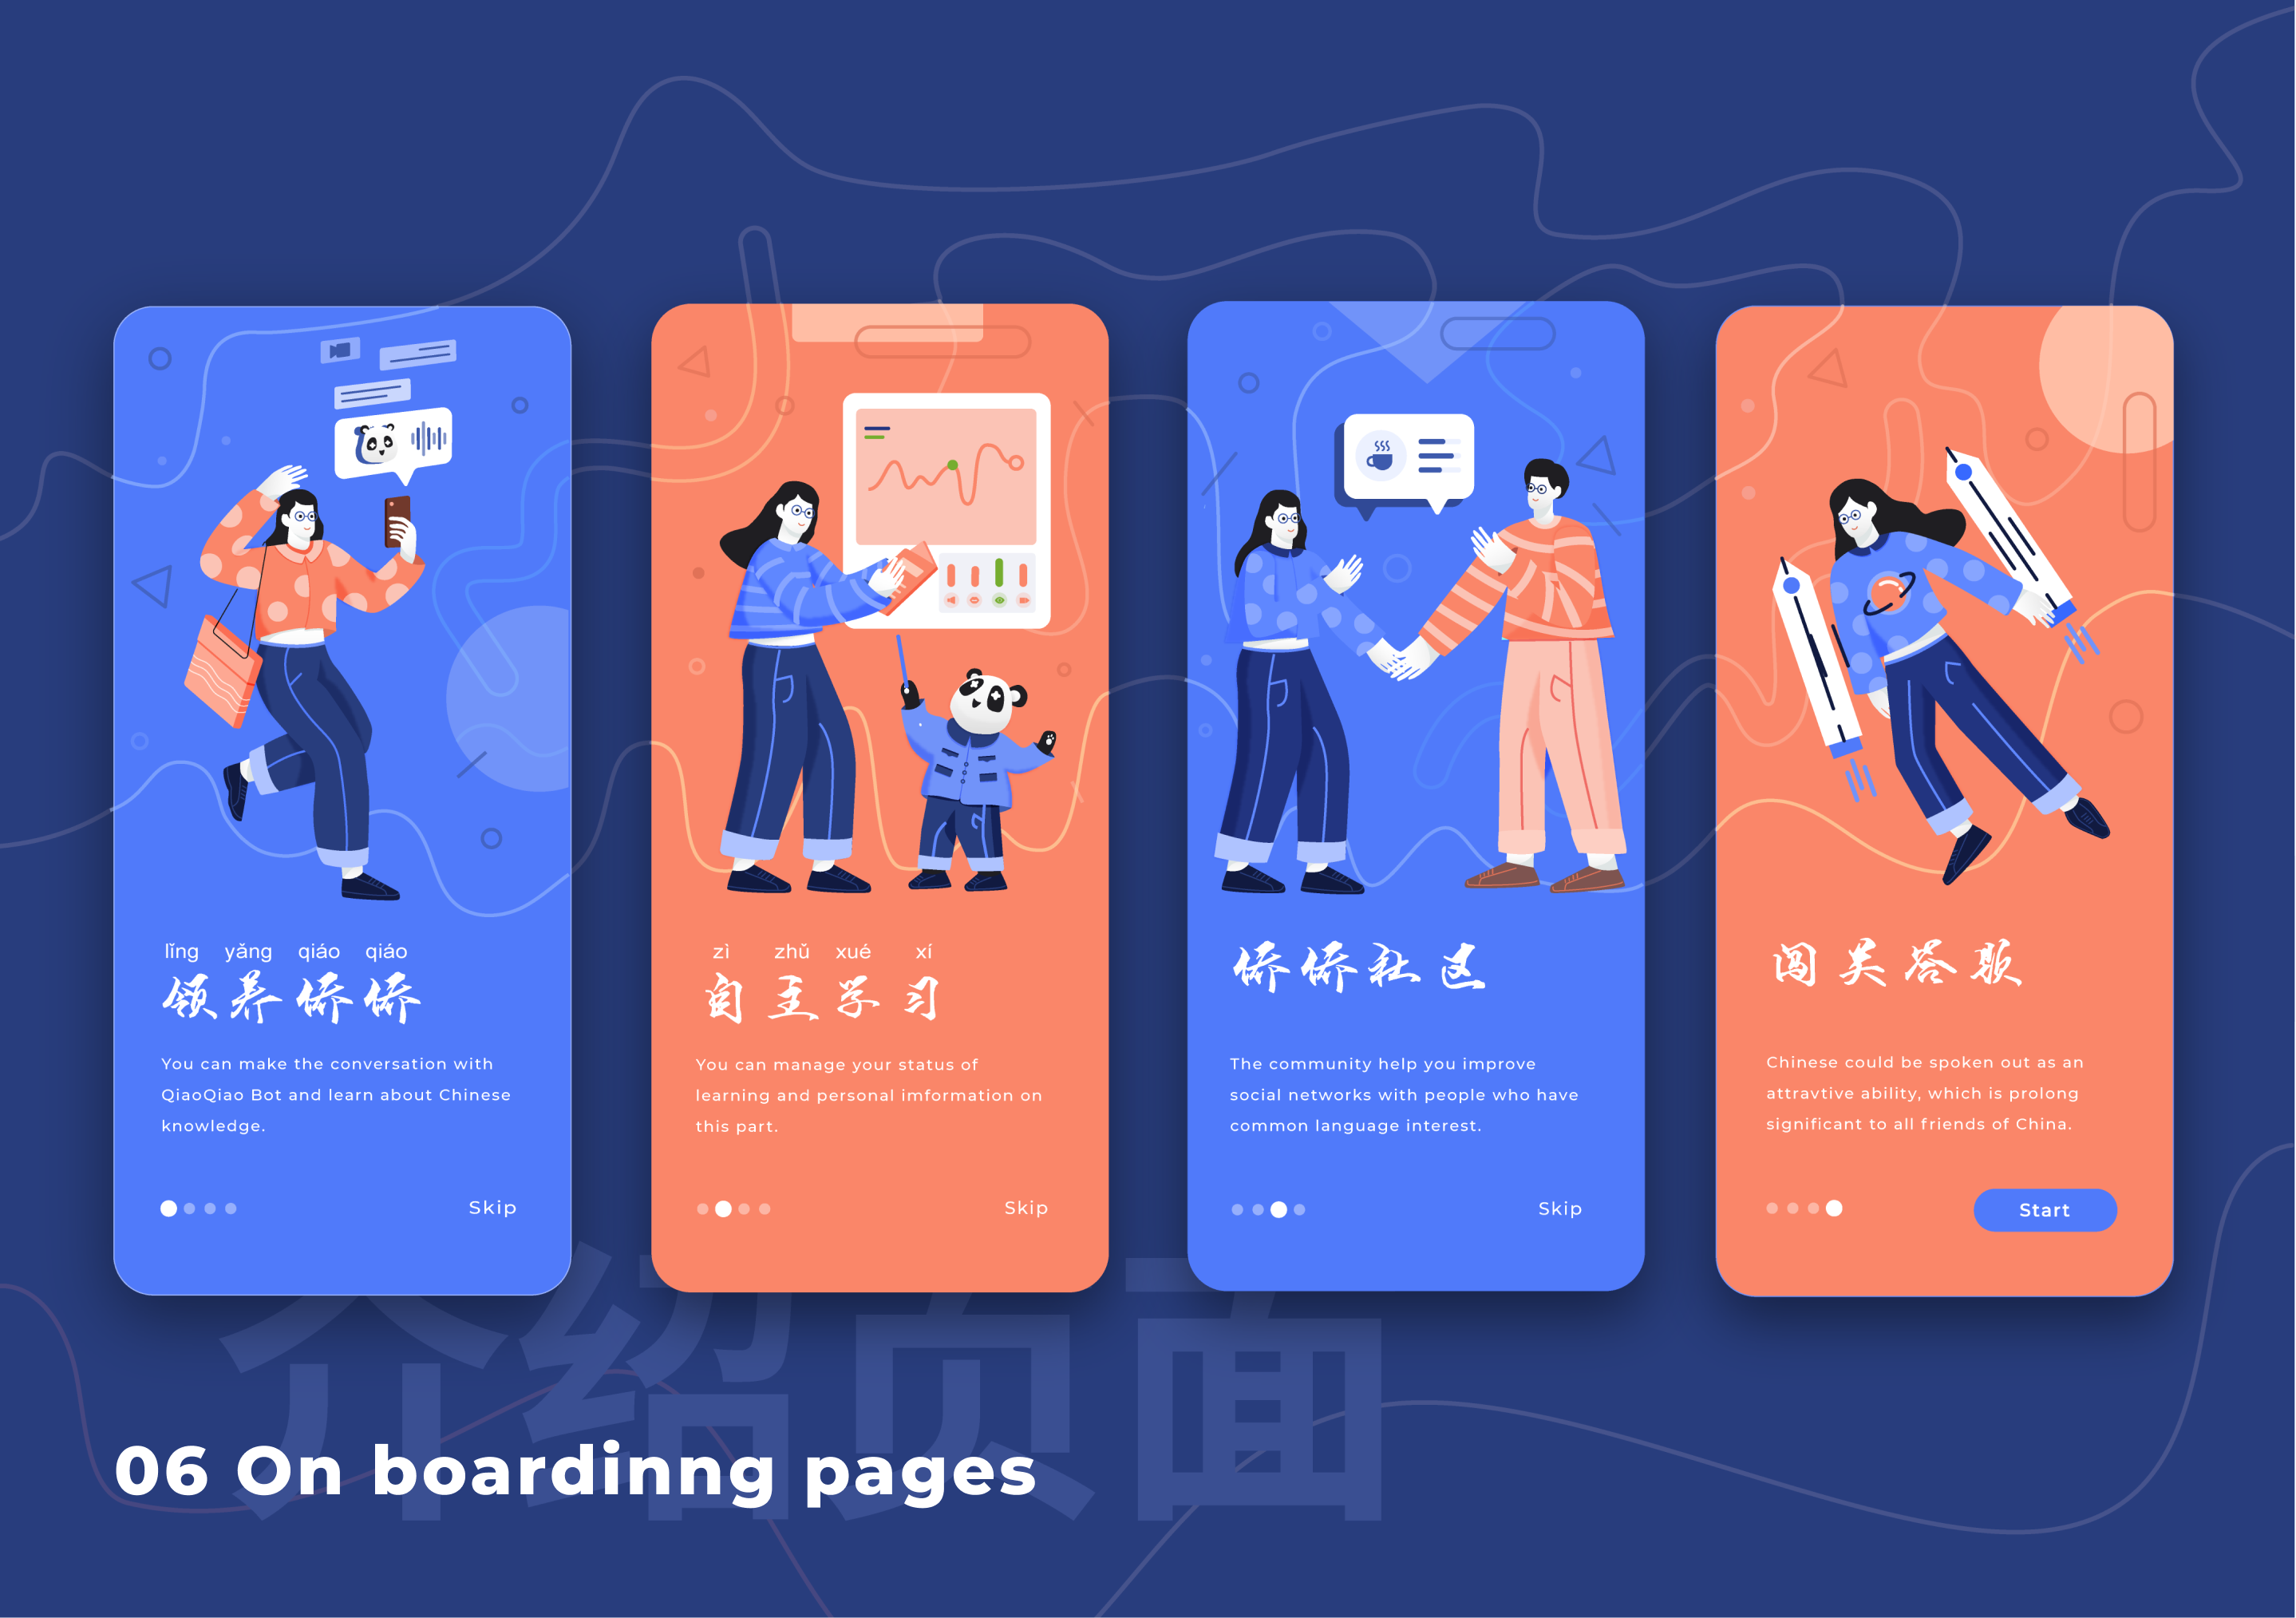 lǐng yǎng qiáo qiáo
领养侨侨
You can make the conversation with
QiaoQiao Bot and learn about Chinese
knowledge.
Skip
zì zhǔ xué xí
自主学习
You can manage your status of
learning and personal imformation on
this part.
Skip
侨侨社区
The community help you improve
social networks with people who have
common language interest.
Skip
闯关答题
Chinese could be spoken out as an
attravtive ability, which is prolong
significant to all friends of China.
Start
介绍页面
06 On boardinng pages